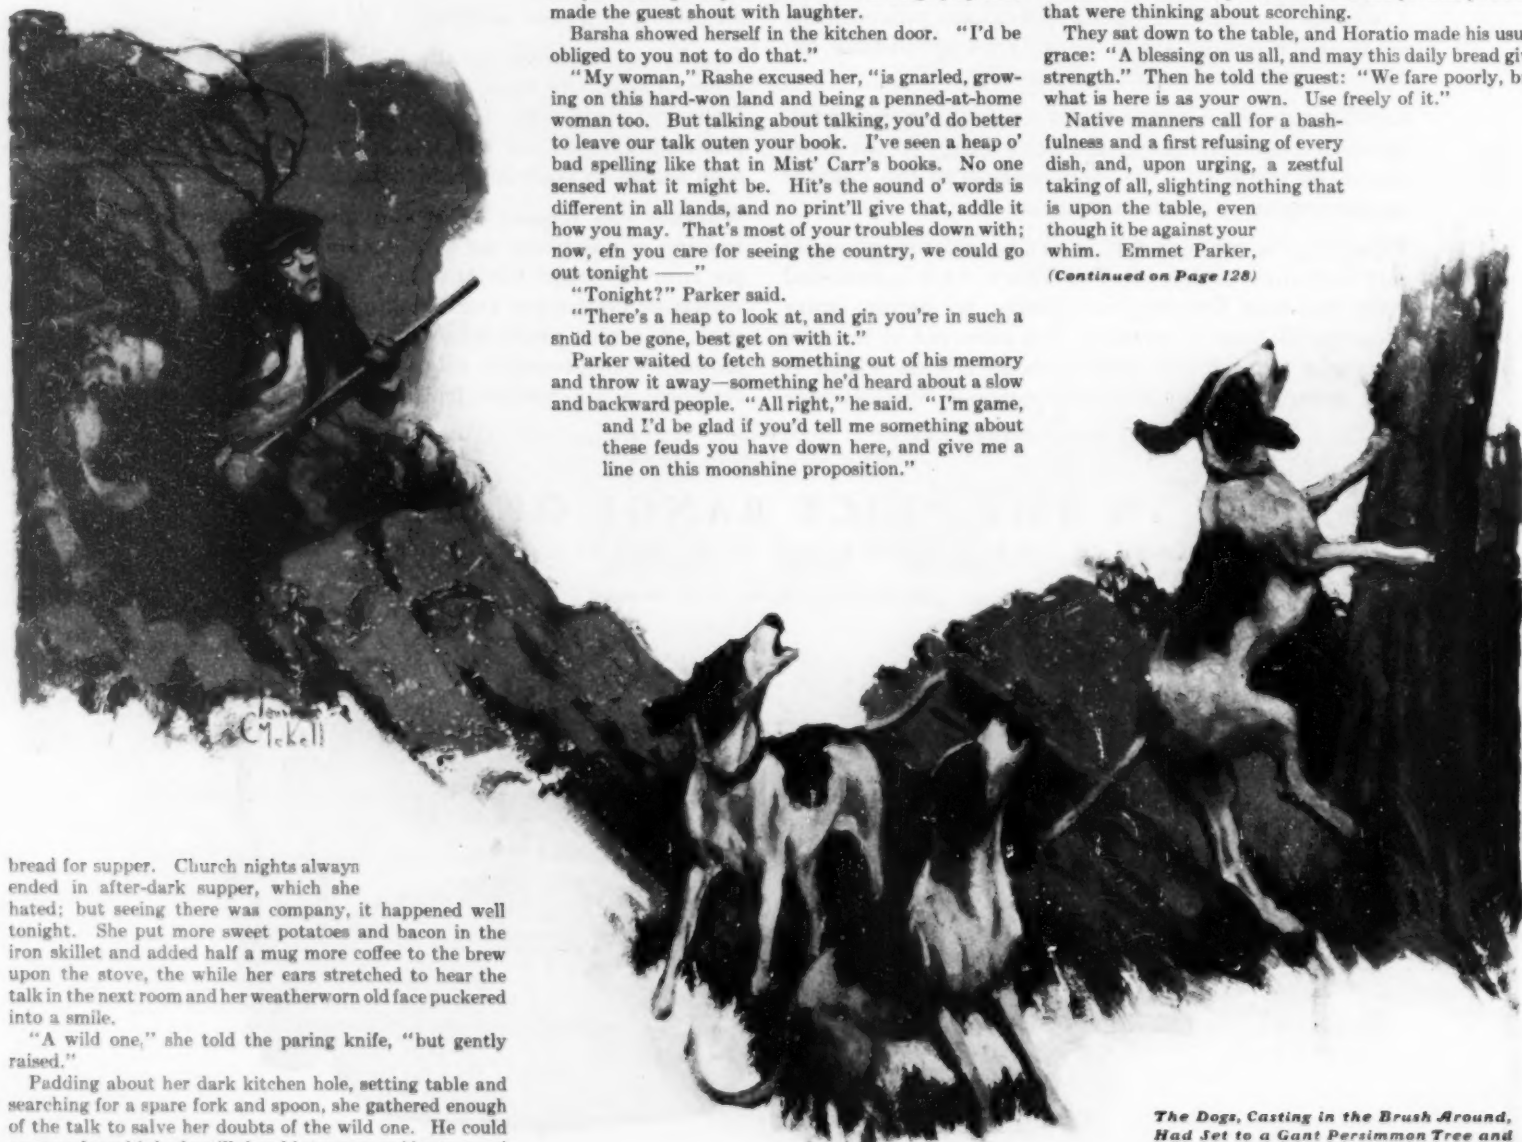 bread for supper. Church nights always
ended in after-dark supper, which she
hated; but seeing there was company, it happened well
tonight. She put more sweet potatoes and bacon in the
iron skillet and added half a mug more coffee to the brew
upon the stove, the while her ears stretched to hear the
talk in the next room and her weatherworn old face puckered
into a smile.
"A wild one," she told the paring knife, "but gently
raised."
Padding about her dark kitchen hole, setting table and
searching for a spare fork and spoon, she gathered enough
of the talk to salve her doubts of the wild one. He could
made the guest shout with laughter.
Barsha showed herself in the kitchen door. "I'd be
obliged to you not to do that."
"My woman," Rashe excused her, "is gnarled, grow-
ing on this hard-won land and being a penned-at-home
woman too. But talking about talking, you'd do better
to leave our talk outen your book. I've seen a heap o'
bad spelling like that in Mist' Carr's books. No one
sensed what it might be. Hit's the sound o' words is
different in all lands, and no print'll give that, addle it
how you may. That's most of your troubles down with;
now, efn you care for seeing the country, we could go
out tonight ——"
"Tonight?" Parker said.
"There's a heap to look at, and gin you're in such a
snūd to be gone, best get on with it."
Parker waited to fetch something out of his memory
and throw it away—something he'd heard about a slow
and backward people. "All right," he said. "I'm game,
and I'd be glad if you'd tell me something about
these feuds you have down here, and give me a
line on this moonshine proposition."
that were thinking about scorching.
They sat down to the table, and Horatio made his
grace: "A blessing on us all, and may this daily bread
strength." Then he told the guest: "We fare poorly,
what is here is as your own. Use freely of it."
Native manners call for a bash-
fulness and a first refusing of every
dish, and, upon urging, a zestful
taking of all, slighting nothing that
is upon the table, even
though it be against your
whim. Emmet Parker,
(Continued on Page 128)
The Dogs, Casting in the Brush Around,
Had Set to a Gant Persimmon Tree and